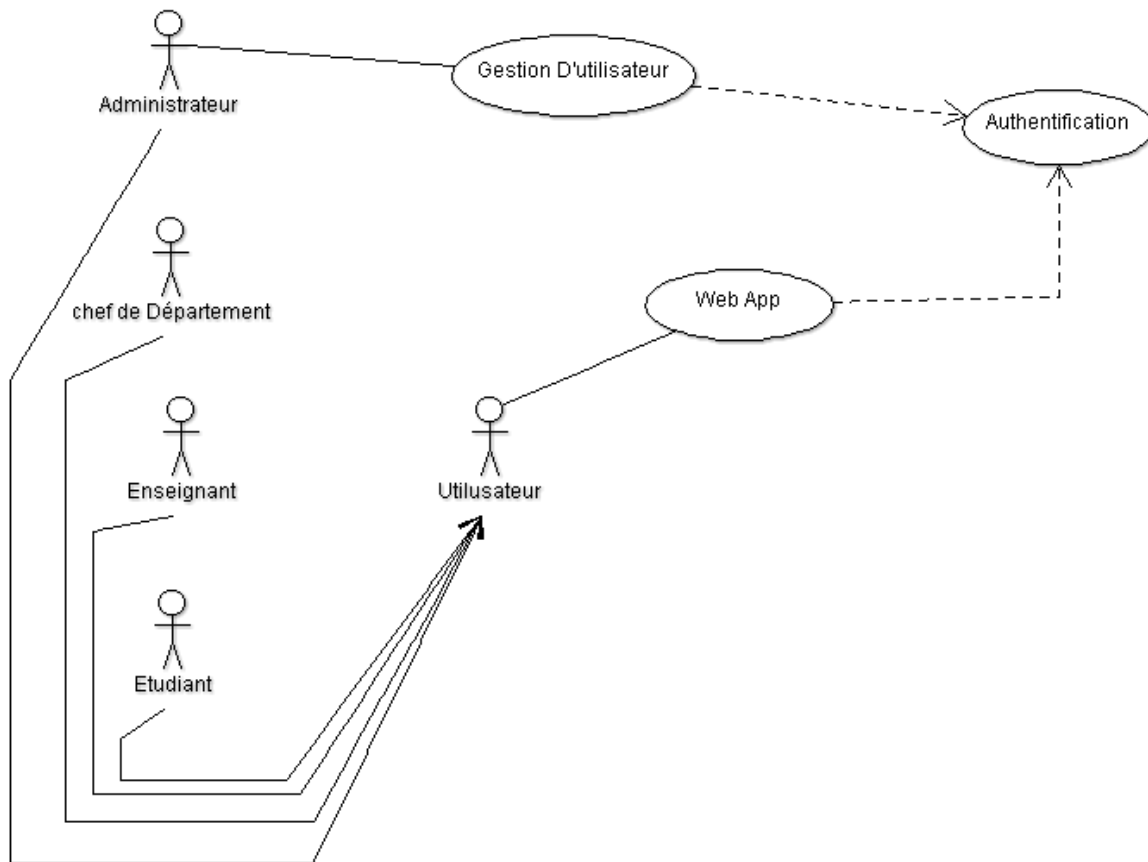 Gestion D'utilisateur
Administrateur
Authentification
chef de Département
Web App
Enseignant
Utilusateur
Etudiant